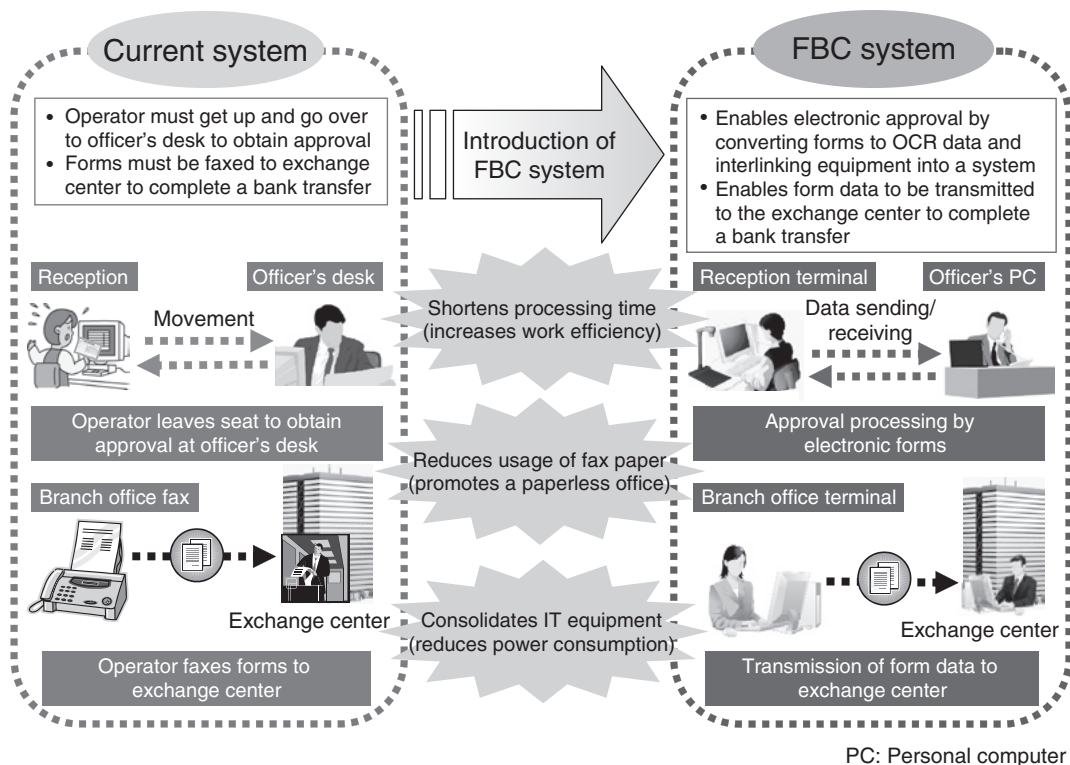 Current system
• Operator must get up and go over
to officer's desk to obtain approval
• Forms must be faxed to exchange
center to complete a bank transfer
Reception
Officer's desk
Movement
Operator leaves seat to obtain
approval at officer's desk
Branch office fax
Exchange center
Operator faxes forms to
exchange center
Introduction of
FBC system
Shortens processing time
(increases work efficiency)
Reduces usage of fax paper
(promotes a paperless office)
Consolidates IT equipment
(reduces power consumption)
FBC system
• Enables electronic approval by
converting forms to OCR data and
interlinking equipment into a system
• Enables form data to be transmitted
to the exchange center to complete
a bank transfer
Reception terminal
Officer's PC
Data sending/
receiving
Approval processing by
electronic forms
Branch office terminal
Exchange center
Transmission of form data to
exchange center
PC: Personal computer